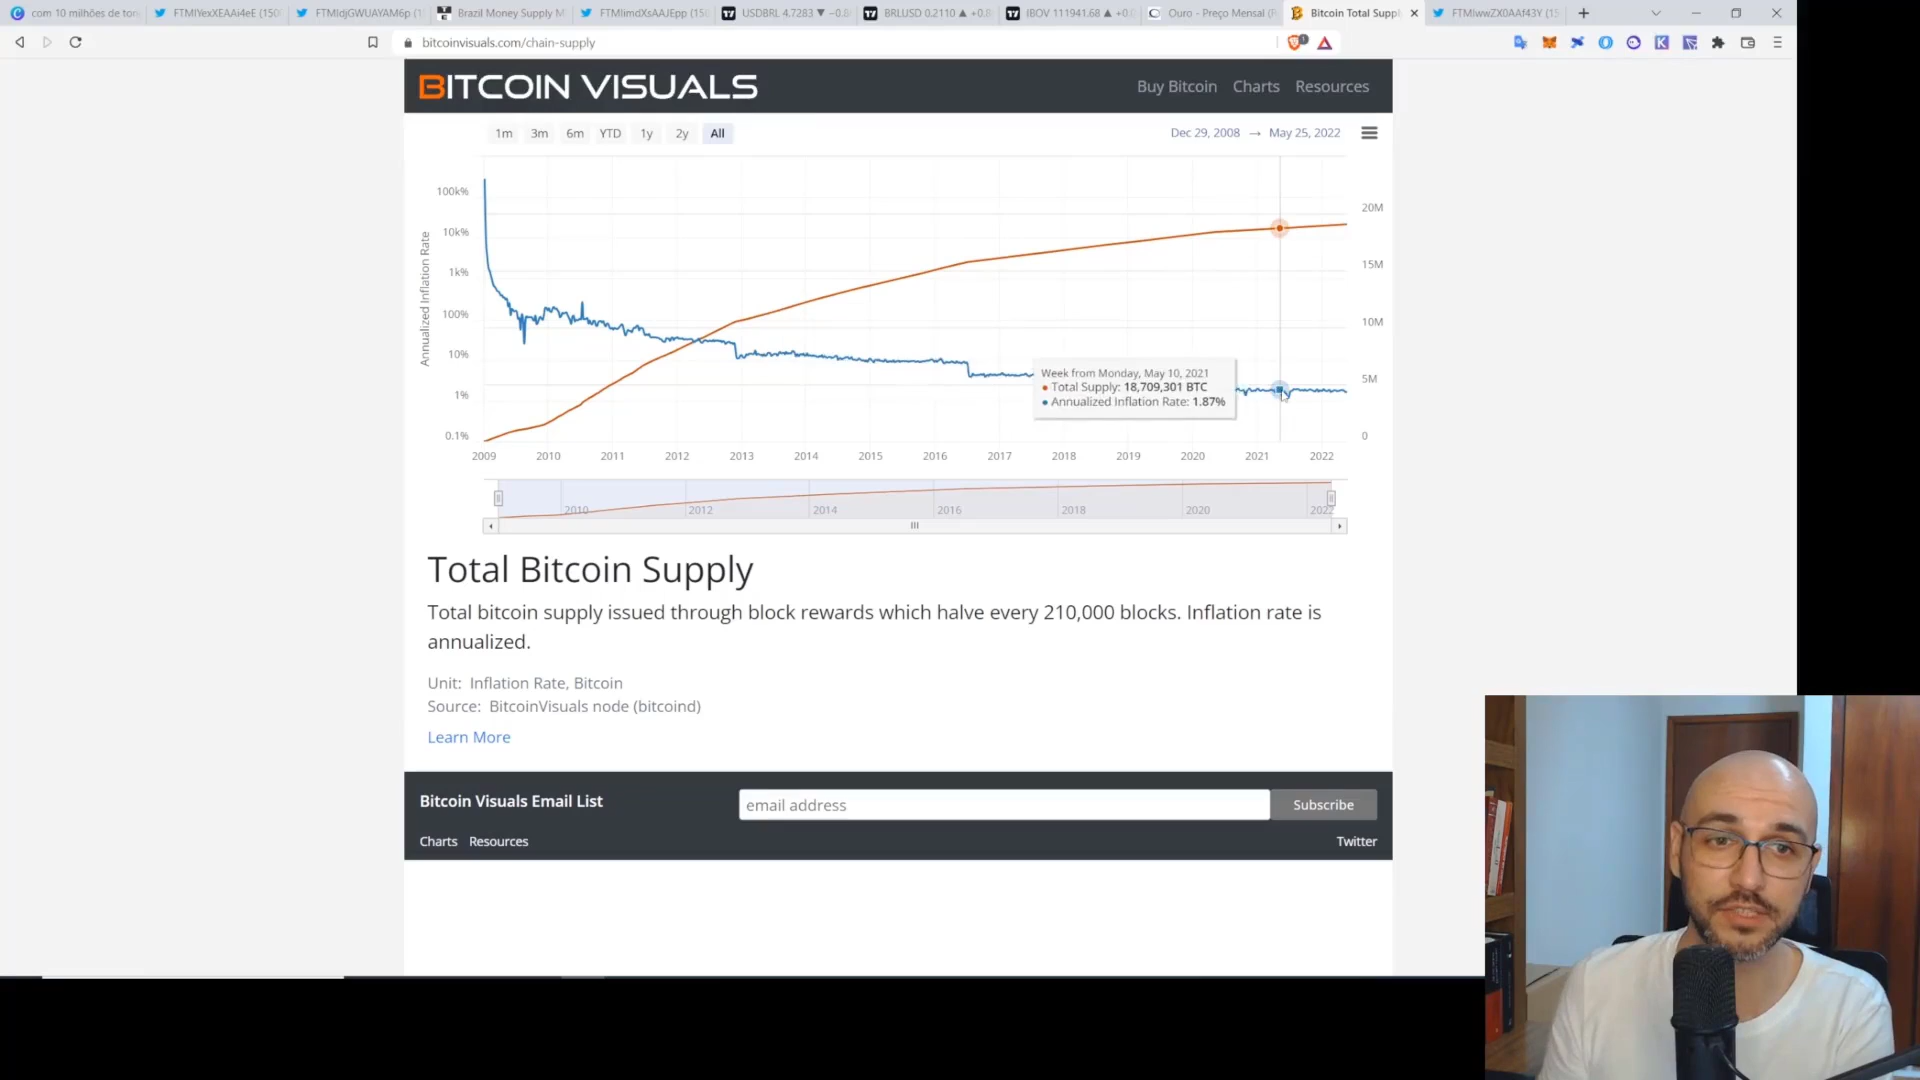 com 10 milhões de ton
FTMIYexXEAAi4eE (150
FTMIdjGWUAYAM6p (1
Brazil Money Supply M
FTMIimdXsAAJEpp (15
USDBRL 4.7283 ▼ −0.8
BRLUSD 0.2110 ▲ +0.8
IBOV 111941.68 ▲ +0.
Ouro - Preço Mensal (
Bitcoin Total Suppl
FTMIwwZX0AAf43Y (15
bitcoinvisuals.com/chain-supply
BITCOIN VISUALS
Buy Bitcoin Charts Resources
1m 3m 6m YTD 1y 2y All
Dec 29, 2008 → May 25, 2022
Annualized Inflation Rate
100k%
10k%
1k%
100%
10%
1%
0.1%
20M
15M
10M
5M
0
Week from Monday, May 10, 2021
● Total Supply: 18,709,301 BTC
● Annualized Inflation Rate: 1.87%
2009 2010 2011 2012 2013 2014 2015 2016 2017 2018 2019 2020 2021 2022
2010 2012 2014 2016 2018 2020 2022
Total Bitcoin Supply
Total bitcoin supply issued through block rewards which halve every 210,000 blocks. Inflation rate is
annualized.
Unit: Inflation Rate, Bitcoin
Source: BitcoinVisuals node (bitcoind)
Learn More
Bitcoin Visuals Email List
email address
Subscribe
Charts Resources
Twitter